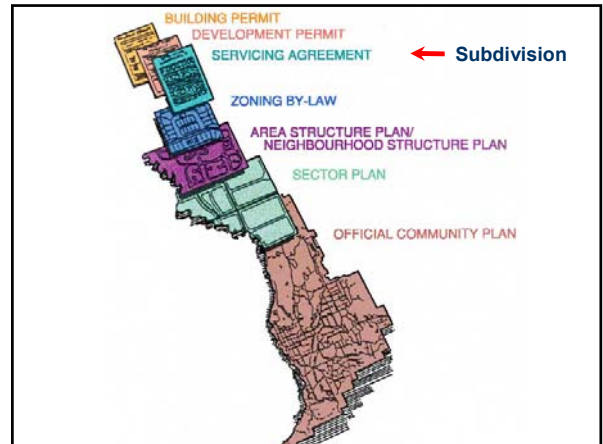 BUILDING PERMIT
DEVELOPMENT PERMIT
SERVICING AGREEMENT
Subdivision
ZONING BY-LAW
AREA STRUCTURE PLAN/
NEIGHBOURHOOD STRUCTURE PLAN
SECTOR PLAN
OFFICIAL COMMUNITY PLAN